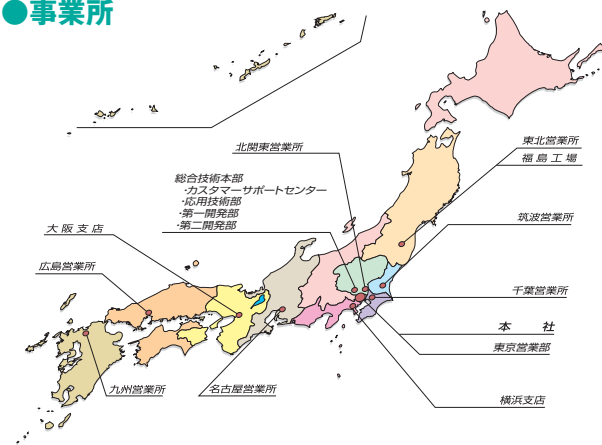 ●事業所
北関東営業所
総合技術本部
・カスタマーサポートセンター
・応用技術部
・第一開発部
・第二開発部
大阪支店
広島営業所
東北営業所
福島工場
筑波営業所
千葉営業所
本 社
東京営業部
横浜支店
九州営業所
名古屋営業所